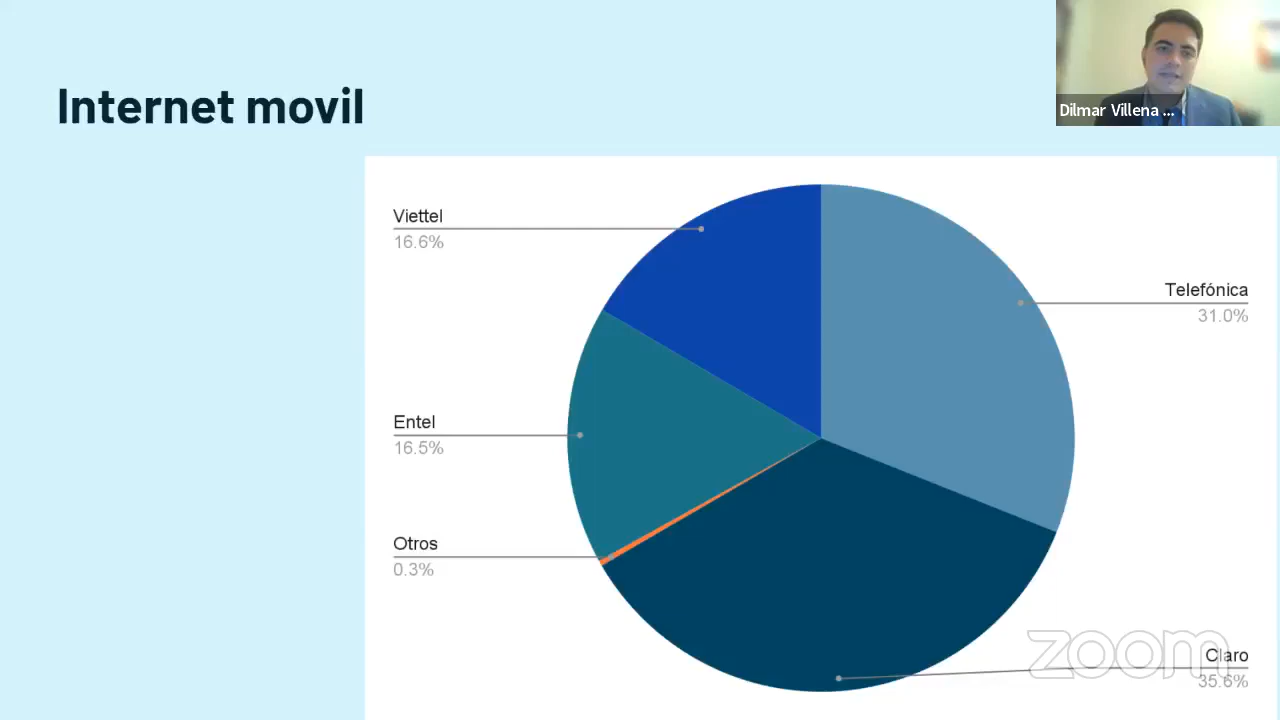 Internet movil
Dilmar Villena ...
Viettel
16.6%
Telefónica
31.0%
Entel
16.5%
Otros
0.3%
zoom
Claro
35.6%